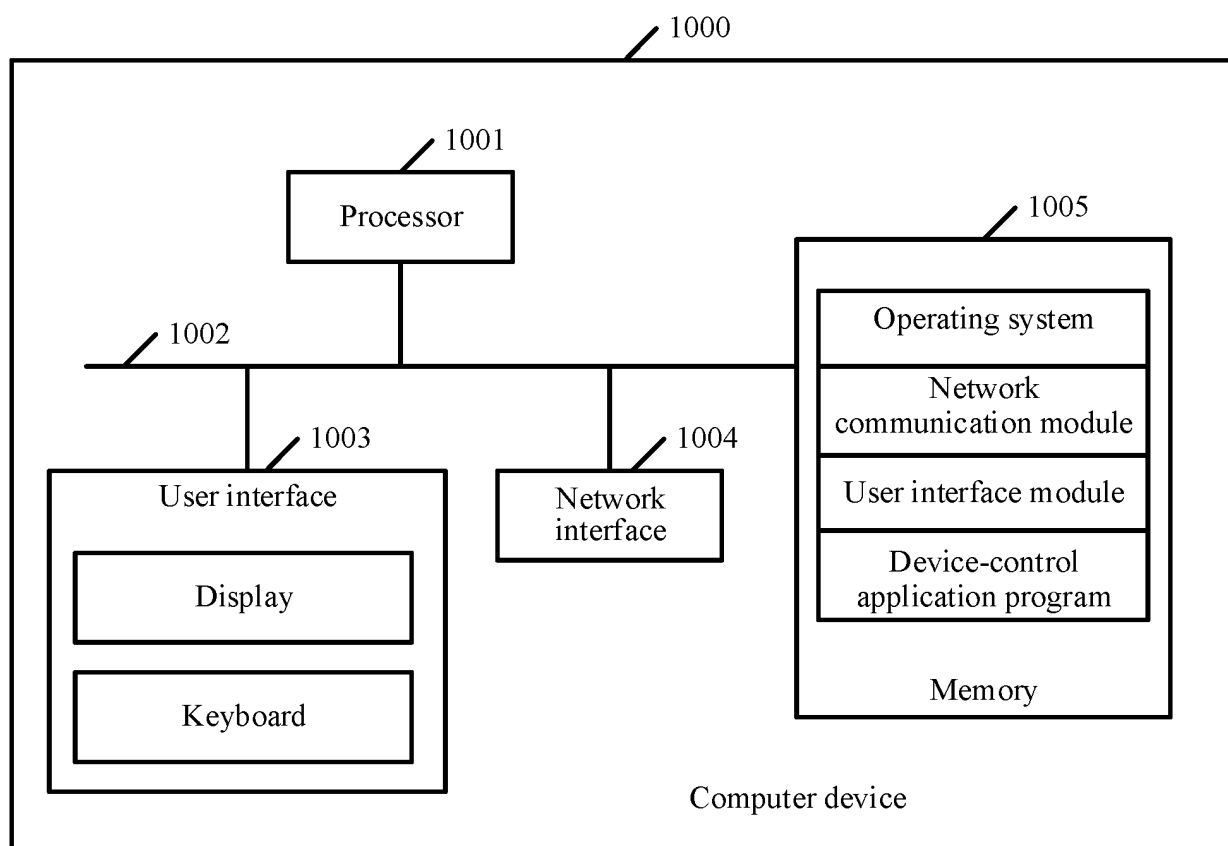 1000
1001
Processor
1005
Operating system
1002
Network
communication module
1003
1004
User interface
Network
interface
User interface module
Display
Device-control
application program
Keyboard
Memory
Computer device